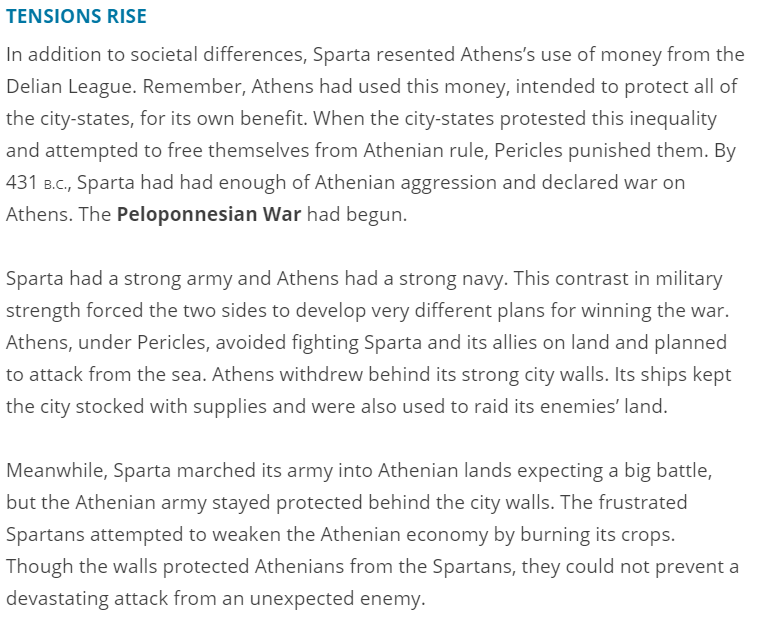 TENSIONS RISE
In addition to societal differences, Sparta resented Athens’s use of money from the
Delian League. Remember, Athens had used this money, intended to protect all of
the city-states, for its own benefit. When the city-states protested this inequality
and attempted to free themselves from Athenian rule, Pericles punished them. By
431 B.C., Sparta had had enough of Athenian aggression and declared war on
Athens. The Peloponnesian War had begun.
Sparta had a strong army and Athens had a strong navy. This contrast in military
strength forced the two sides to develop very different plans for winning the war.
Athens, under Pericles, avoided fighting Sparta and its allies on land and planned
to attack from the sea. Athens withdrew behind its strong city walls. Its ships kept
the city stocked with supplies and were also used to raid its enemies’ land.
Meanwhile, Sparta marched its army into Athenian lands expecting a big battle,
but the Athenian army stayed protected behind the city walls. The frustrated
Spartans attempted to weaken the Athenian economy by burning its crops.
Though the walls protected Athenians from the Spartans, they could not prevent a
devastating attack from an unexpected enemy.